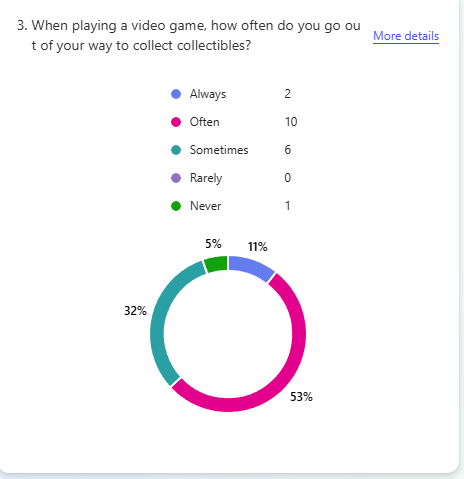 3. When playing a video game, how often do you go ou
t of your way to collect collectibles?
More details
Always 2
Often 10
Sometimes 6
Rarely 0
Never 1
5% 11%
32%
53%